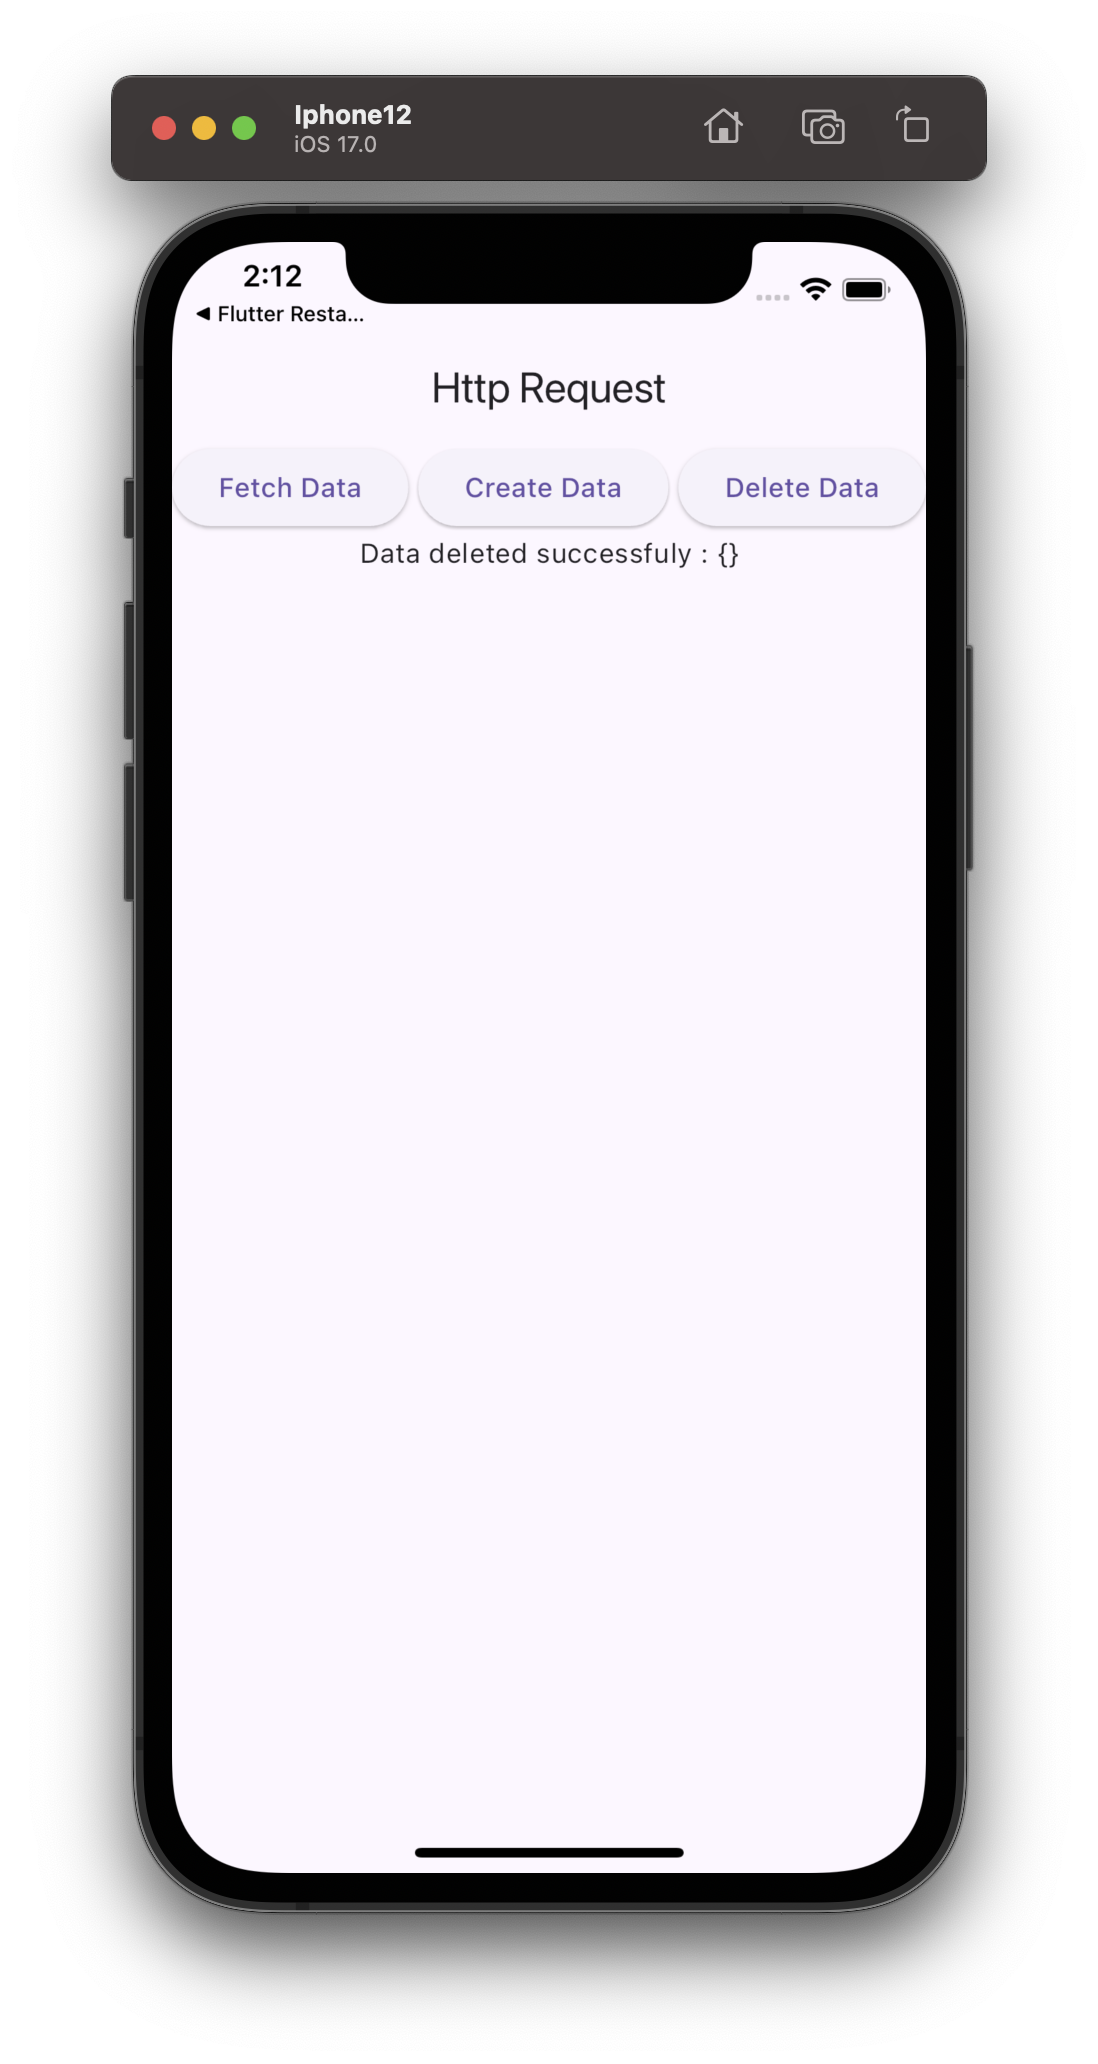 Iphone12
iOS 17.0
2:12
◀ Flutter Resta...
Http Request
Fetch Data Create Data Delete Data
Data deleted successfuly : {}